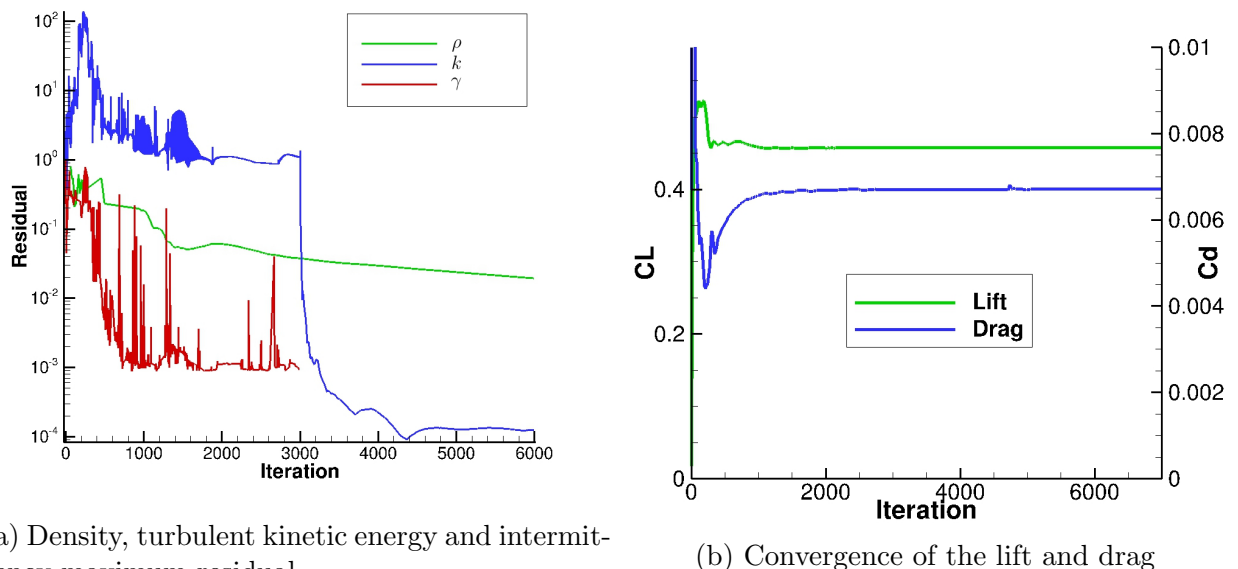 10²
10¹
10⁰
10⁻¹
10⁻²
10⁻³
10⁻⁴
Residual
ρ
k
γ
0 1000 2000 3000 4000 5000 6000
Iteration
a) Density, turbulent kinetic energy and intermit-
maximum residual
0.4
0.2
0
CL
0.01
0.008
0.006
0.004
0.002
0
Cd
Lift
Drag
0 2000 4000 6000
Iteration
(b) Convergence of the lift and drag